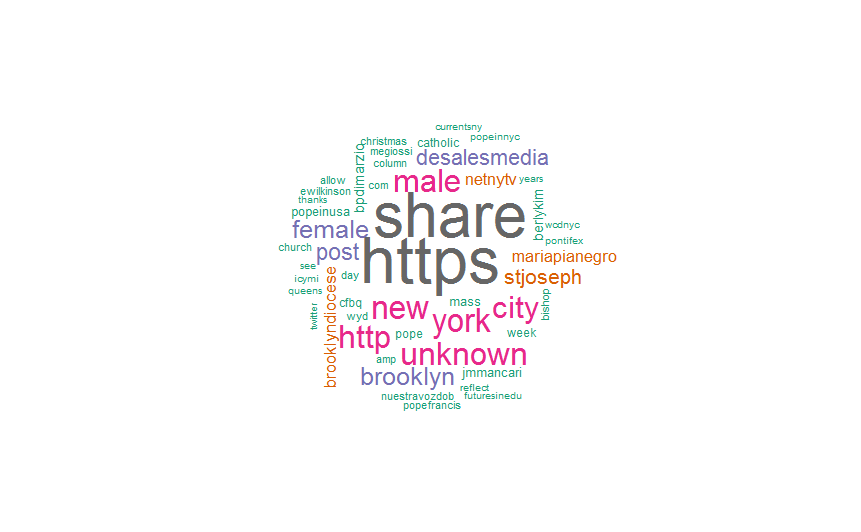 currentsny
popeinnyc
christmas
catholic
megiossi
desalesmedia
column
bpdimarzio
com
male
netnytv
years
allow
ewilkinson
thanks
popeinusa
share
berlykim
wcdnyc
female
pontifex
church
post
https
mariapianegro
see
day
stjoseph
icymi
queens
brooklyndiocese
cfbq
new
mass
city
bishop
twitter
wyd
york
http
pope
week
amp
unknown
brooklyn
jmmancari
reflect
nuestravozdob
futuresinedu
popefrancis